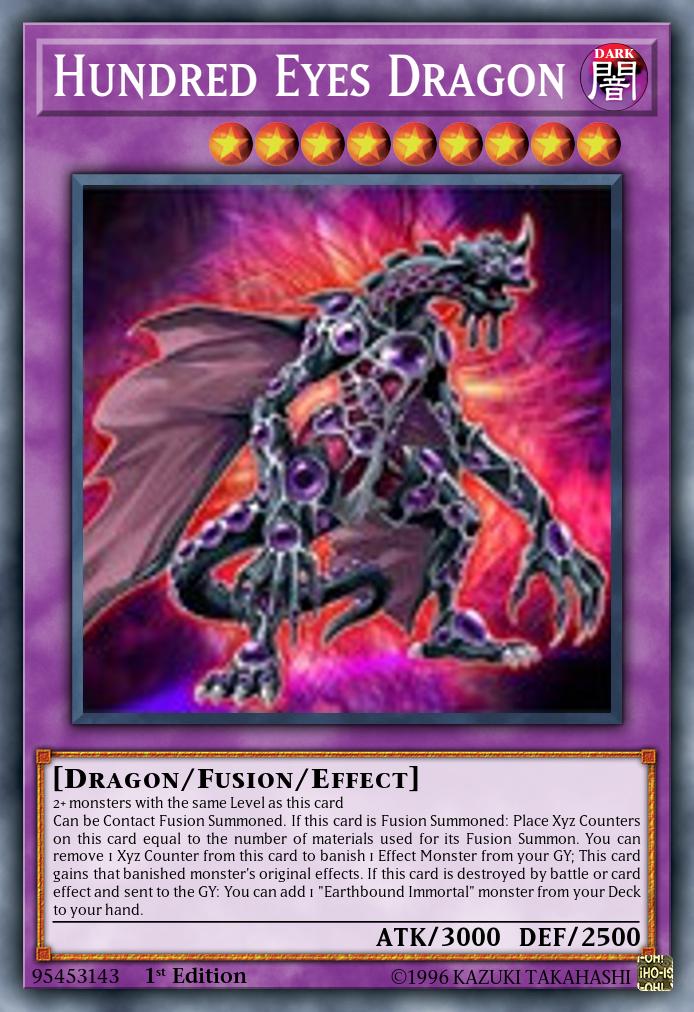 Hundred Eyes Dragon
DARK
闇
[Dragon/Fusion/Effect]
2+ monsters with the same Level as this card
Can be Contact Fusion Summoned. If this card is Fusion Summoned: Place Xyz Counters
on this card equal to the number of materials used for its Fusion Summon. You can
remove 1 Xyz Counter from this card to banish 1 Effect Monster from your GY; This card
gains that banished monster's original effects. If this card is destroyed by battle or card
effect and sent to the GY: You can add 1 "Earthbound Immortal" monster from your Deck
to your hand.
ATK/3000 DEF/2500
95453143 1st Edition ©1996 KAZUKI TAKAHASHI